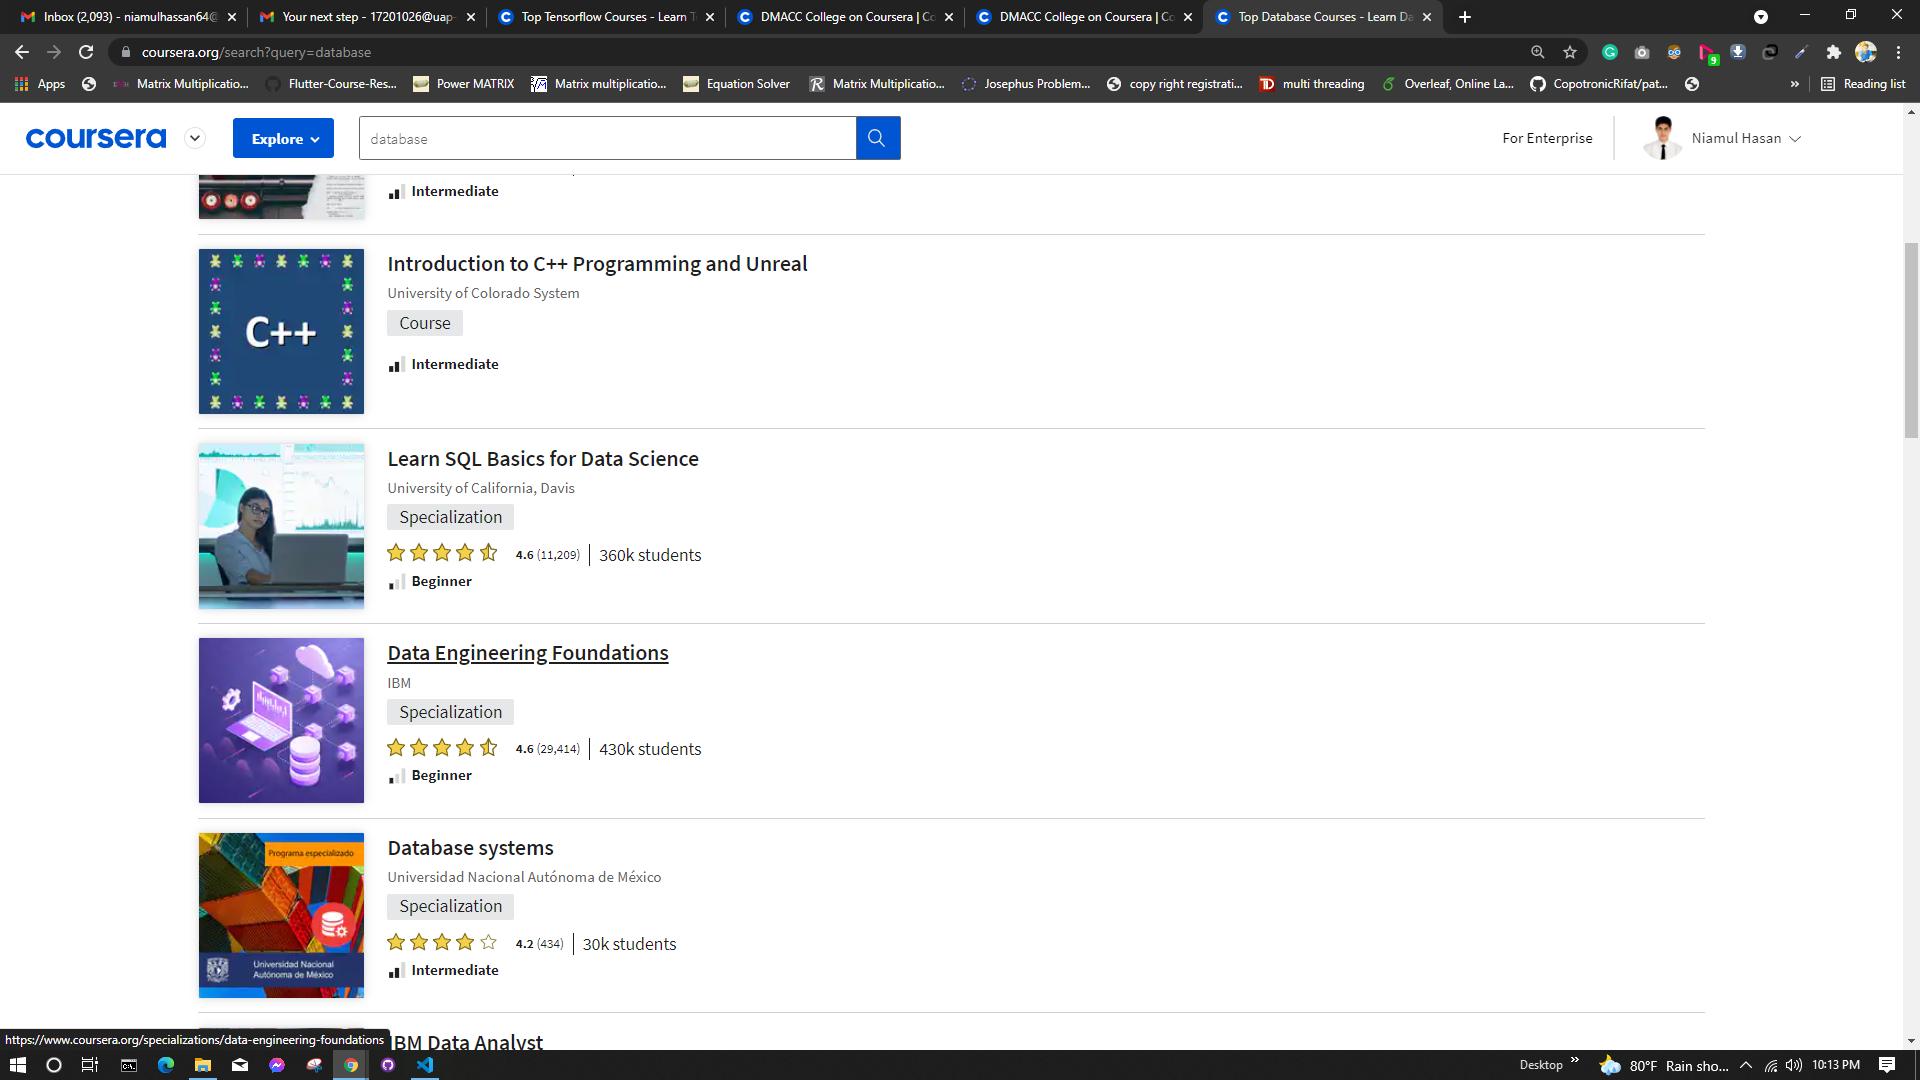 Inbox (2,093) - niamulhassan64@
Your next step - 17201026@uap-
Top Tensorflow Courses - Learn T
DMACC College on Coursera | Co
DMACC College on Coursera | Co
Top Database Courses - Learn Da
coursera.org/search?query=database
9
Apps
Matrix Multiplicatio...
Flutter-Course-Res...
Power MATRIX
Matrix multiplicatio...
Equation Solver
Matrix Multiplicatio...
Josephus Problem...
copy right registrati...
multi threading
Overleaf, Online La...
CopotronicRifat/pat...
Reading list
coursera
Explore
database
For Enterprise
Niamul Hasan
Intermediate
C++
Introduction to C++ Programming and Unreal
University of Colorado System
Course
Intermediate
Learn SQL Basics for Data Science
University of California, Davis
Specialization
4.6 (11,209) | 360k students
Beginner
Data Engineering Foundations
IBM
Specialization
4.6 (29,414) | 430k students
Beginner
Programa especializado
Universidad Nacional
Autónoma de México
Database systems
Universidad Nacional Autónoma de México
Specialization
4.2 (434) | 30k students
Intermediate
IBM Data Analyst
https://www.coursera.org/specializations/data-engineering-foundations
Desktop
80°F Rain sho...
10:13 PM